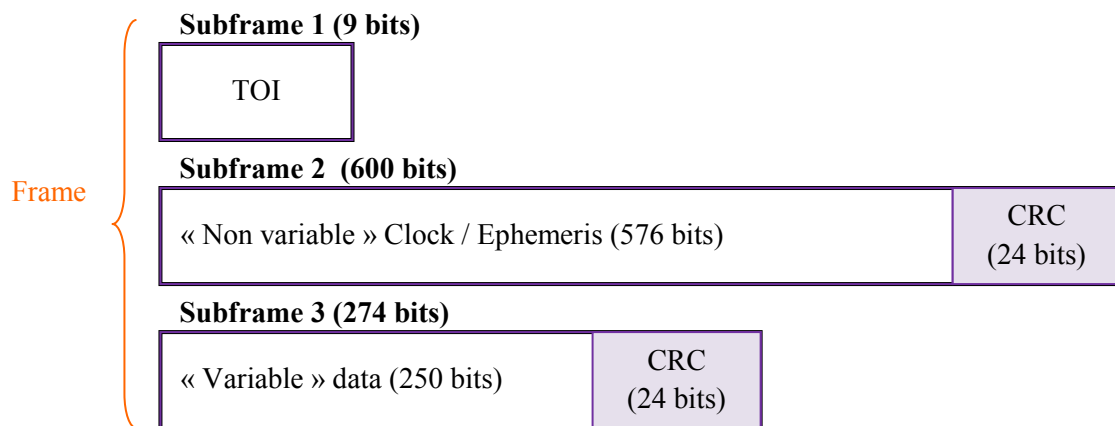 Subframe 1 (9 bits)
TOI
Frame
Subframe 2  (600 bits)
« Non variable » Clock / Ephemeris (576 bits)
CRC
(24 bits)
Subframe 3 (274 bits)
« Variable » data (250 bits)
CRC
(24 bits)